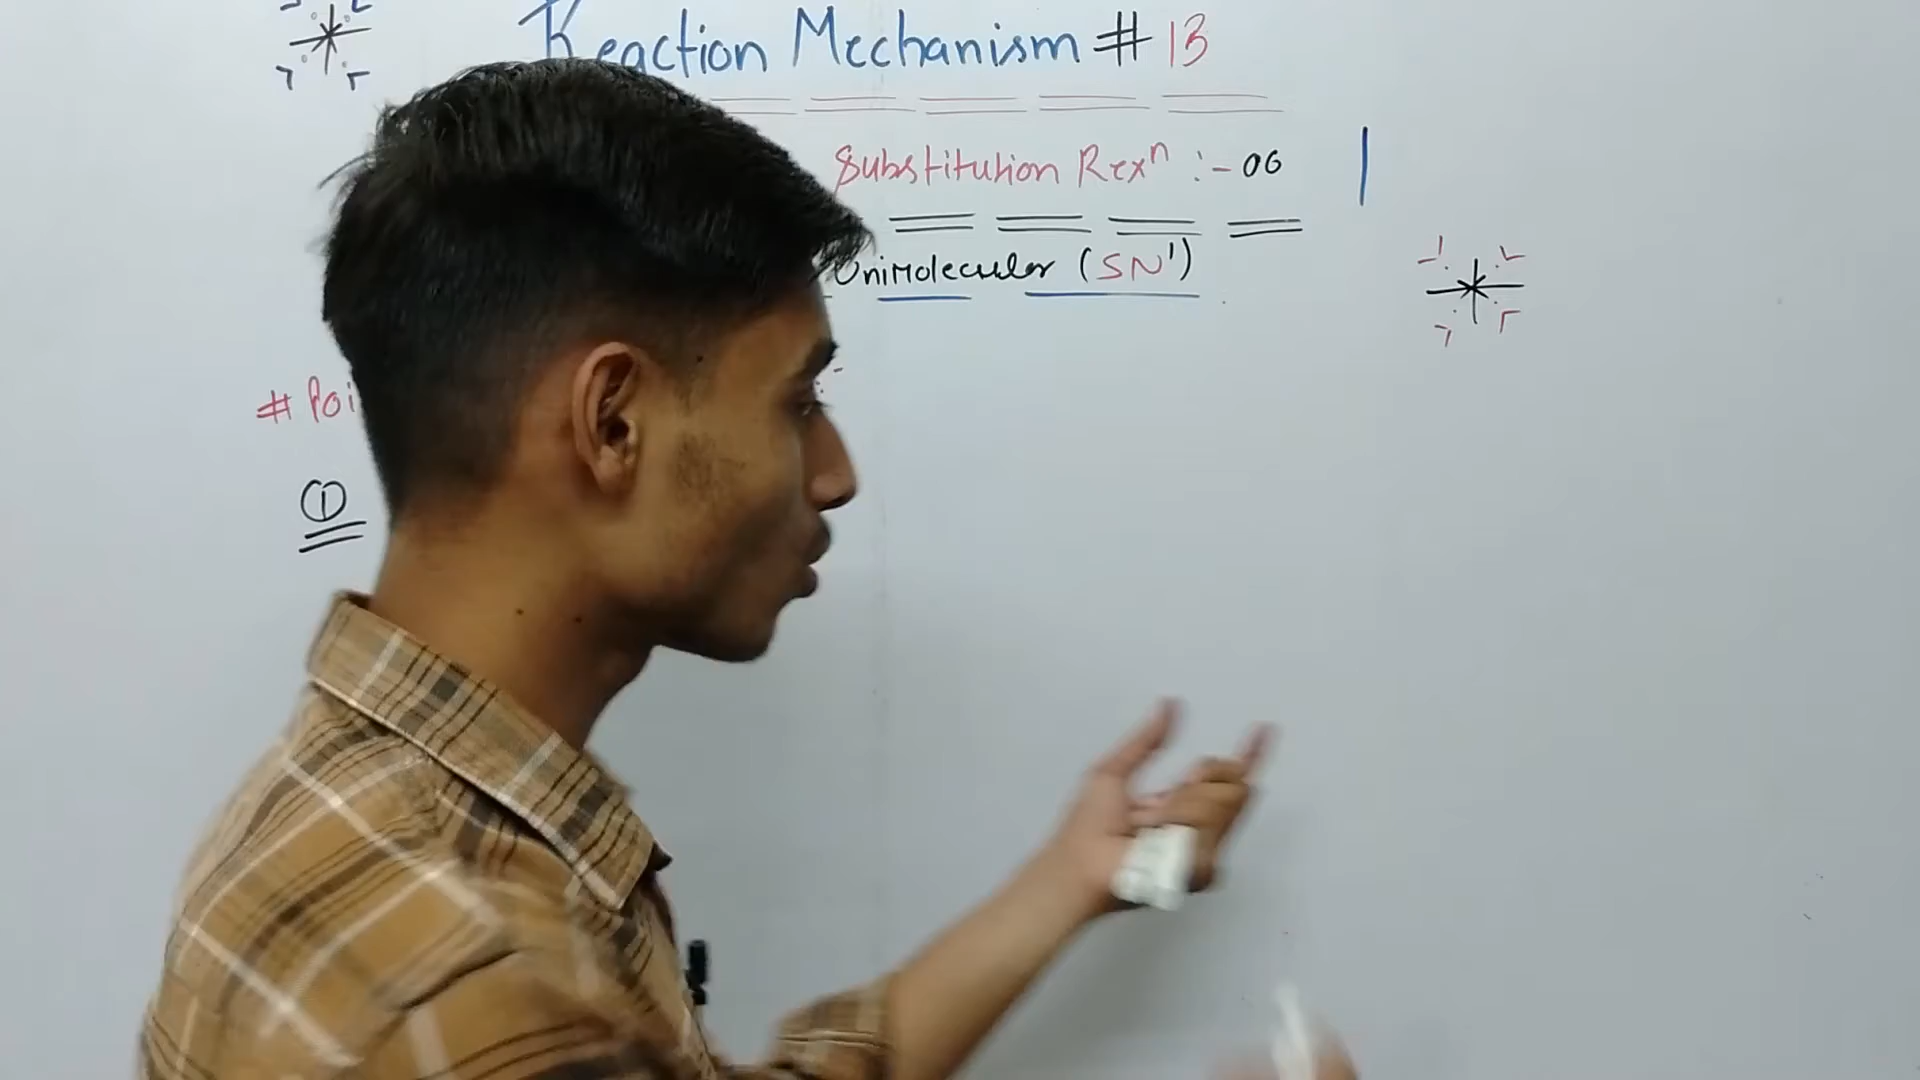 Reaction Mechanism # 13
Substitution Rexⁿ :- 06
UniMolecular (SN')
# Poi
①